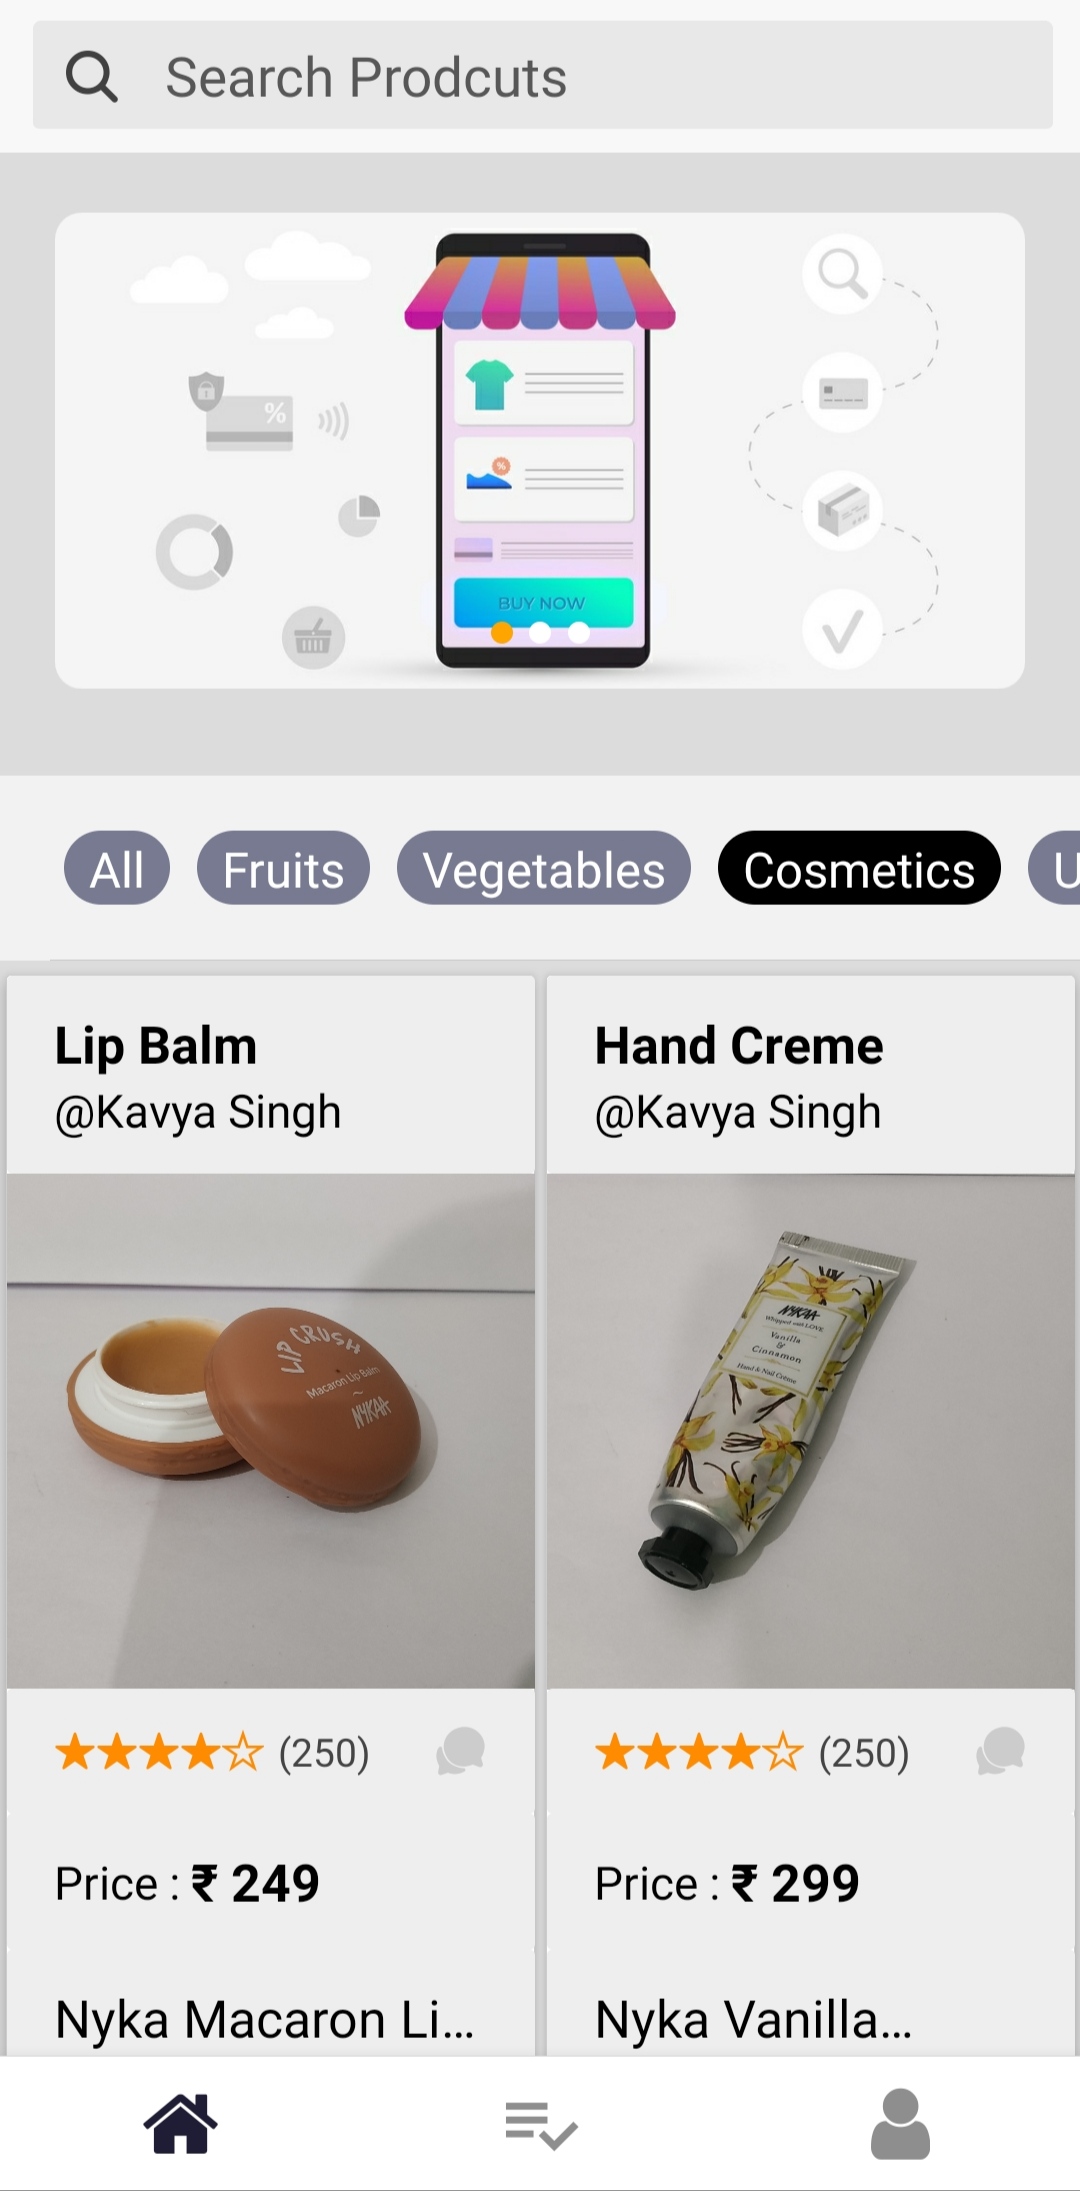 Search Prodcuts
%
%
BUY NOW
All Fruits Vegetables Cosmetics U
Lip Balm
@Kavya Singh
LIP CRUSH
Macaron Lip Balm
NYKAA
★★★★☆ (250)
Price : ₹ 249
Nyka Macaron Li...
Hand Creme
@Kavya Singh
NYKAA
Whipped with LOVE
Vanilla
&
Cinnamon
Hand & Nail Crème
★★★★☆ (250)
Price : ₹ 299
Nyka Vanilla...